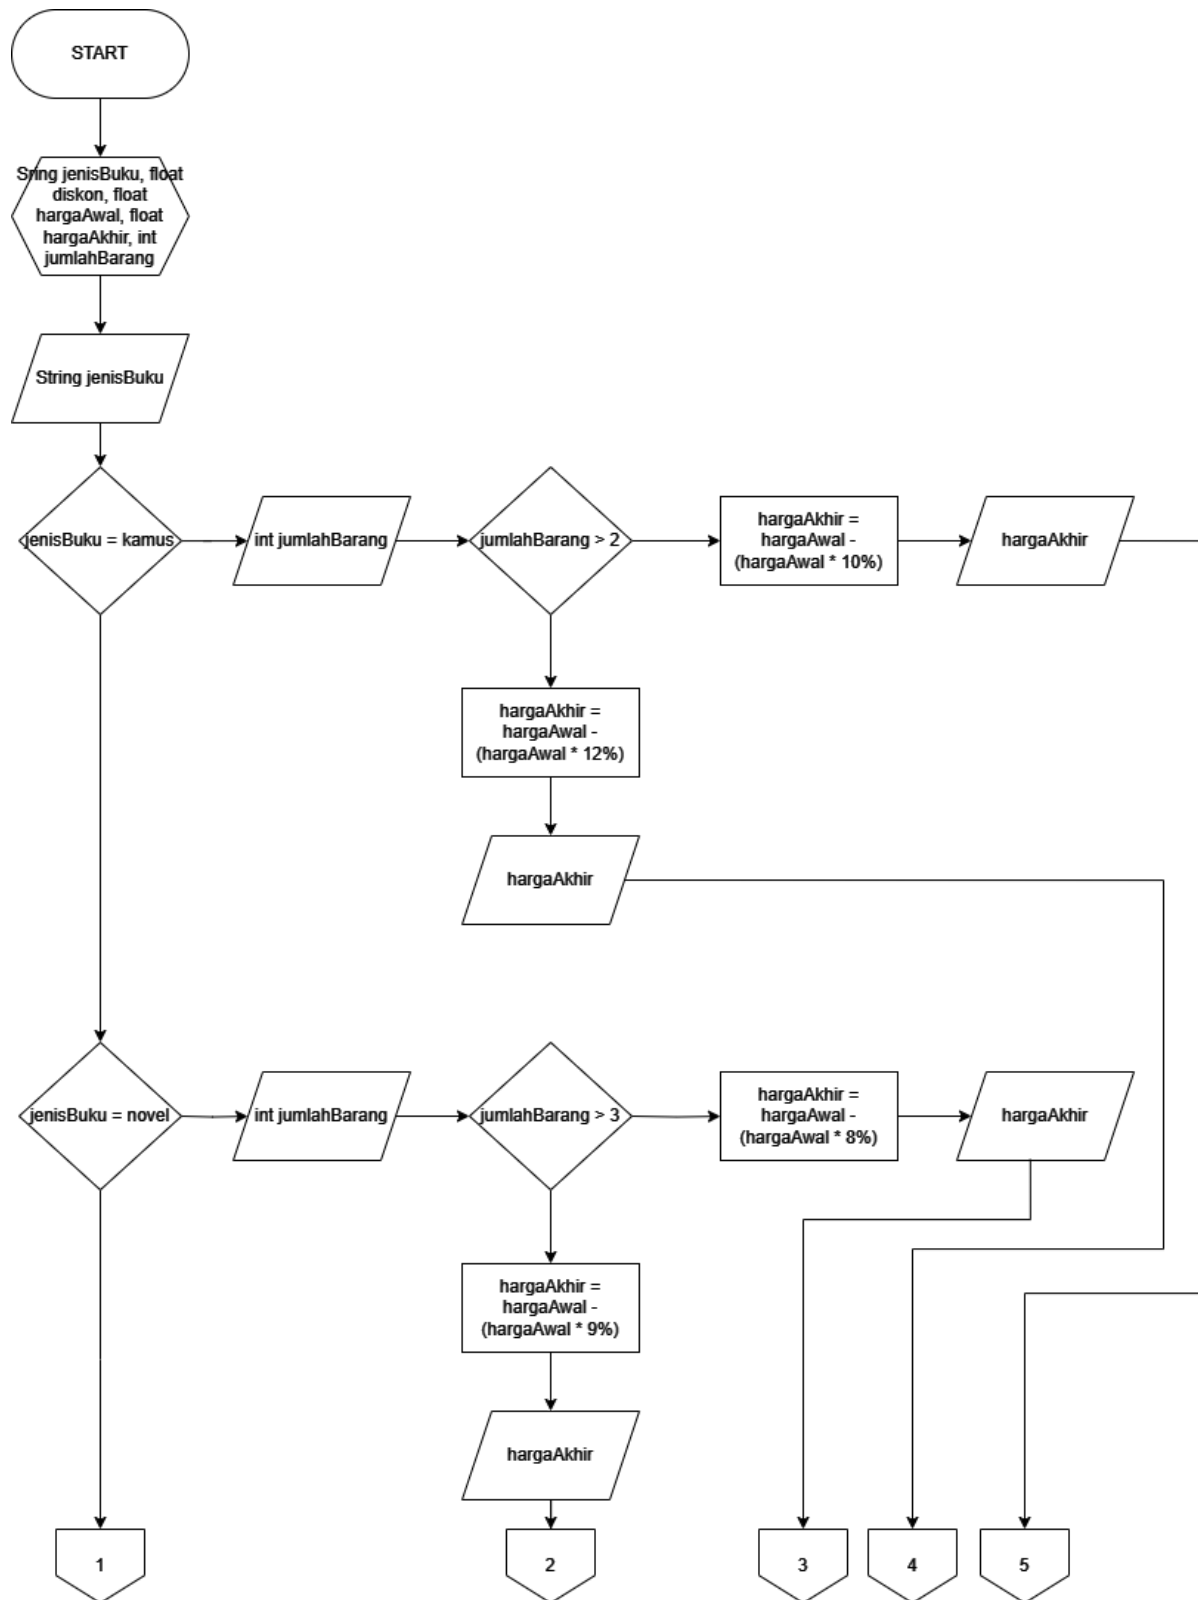 START
Sring jenisBuku, float
diskon, float
hargaAwal, float
hargaAkhir, int
jumlahBarang
String jenisBuku
jenisBuku = kamus
int jumlahBarang
jumlahBarang > 2
hargaAkhir =
hargaAwal -
(hargaAwal * 10%)
hargaAkhir
hargaAkhir =
hargaAwal -
(hargaAwal * 12%)
hargaAkhir
jenisBuku = novel
int jumlahBarang
jumlahBarang > 3
hargaAkhir =
hargaAwal -
(hargaAwal * 8%)
hargaAkhir
hargaAkhir =
hargaAwal -
(hargaAwal * 9%)
hargaAkhir
1
2
3
4
5